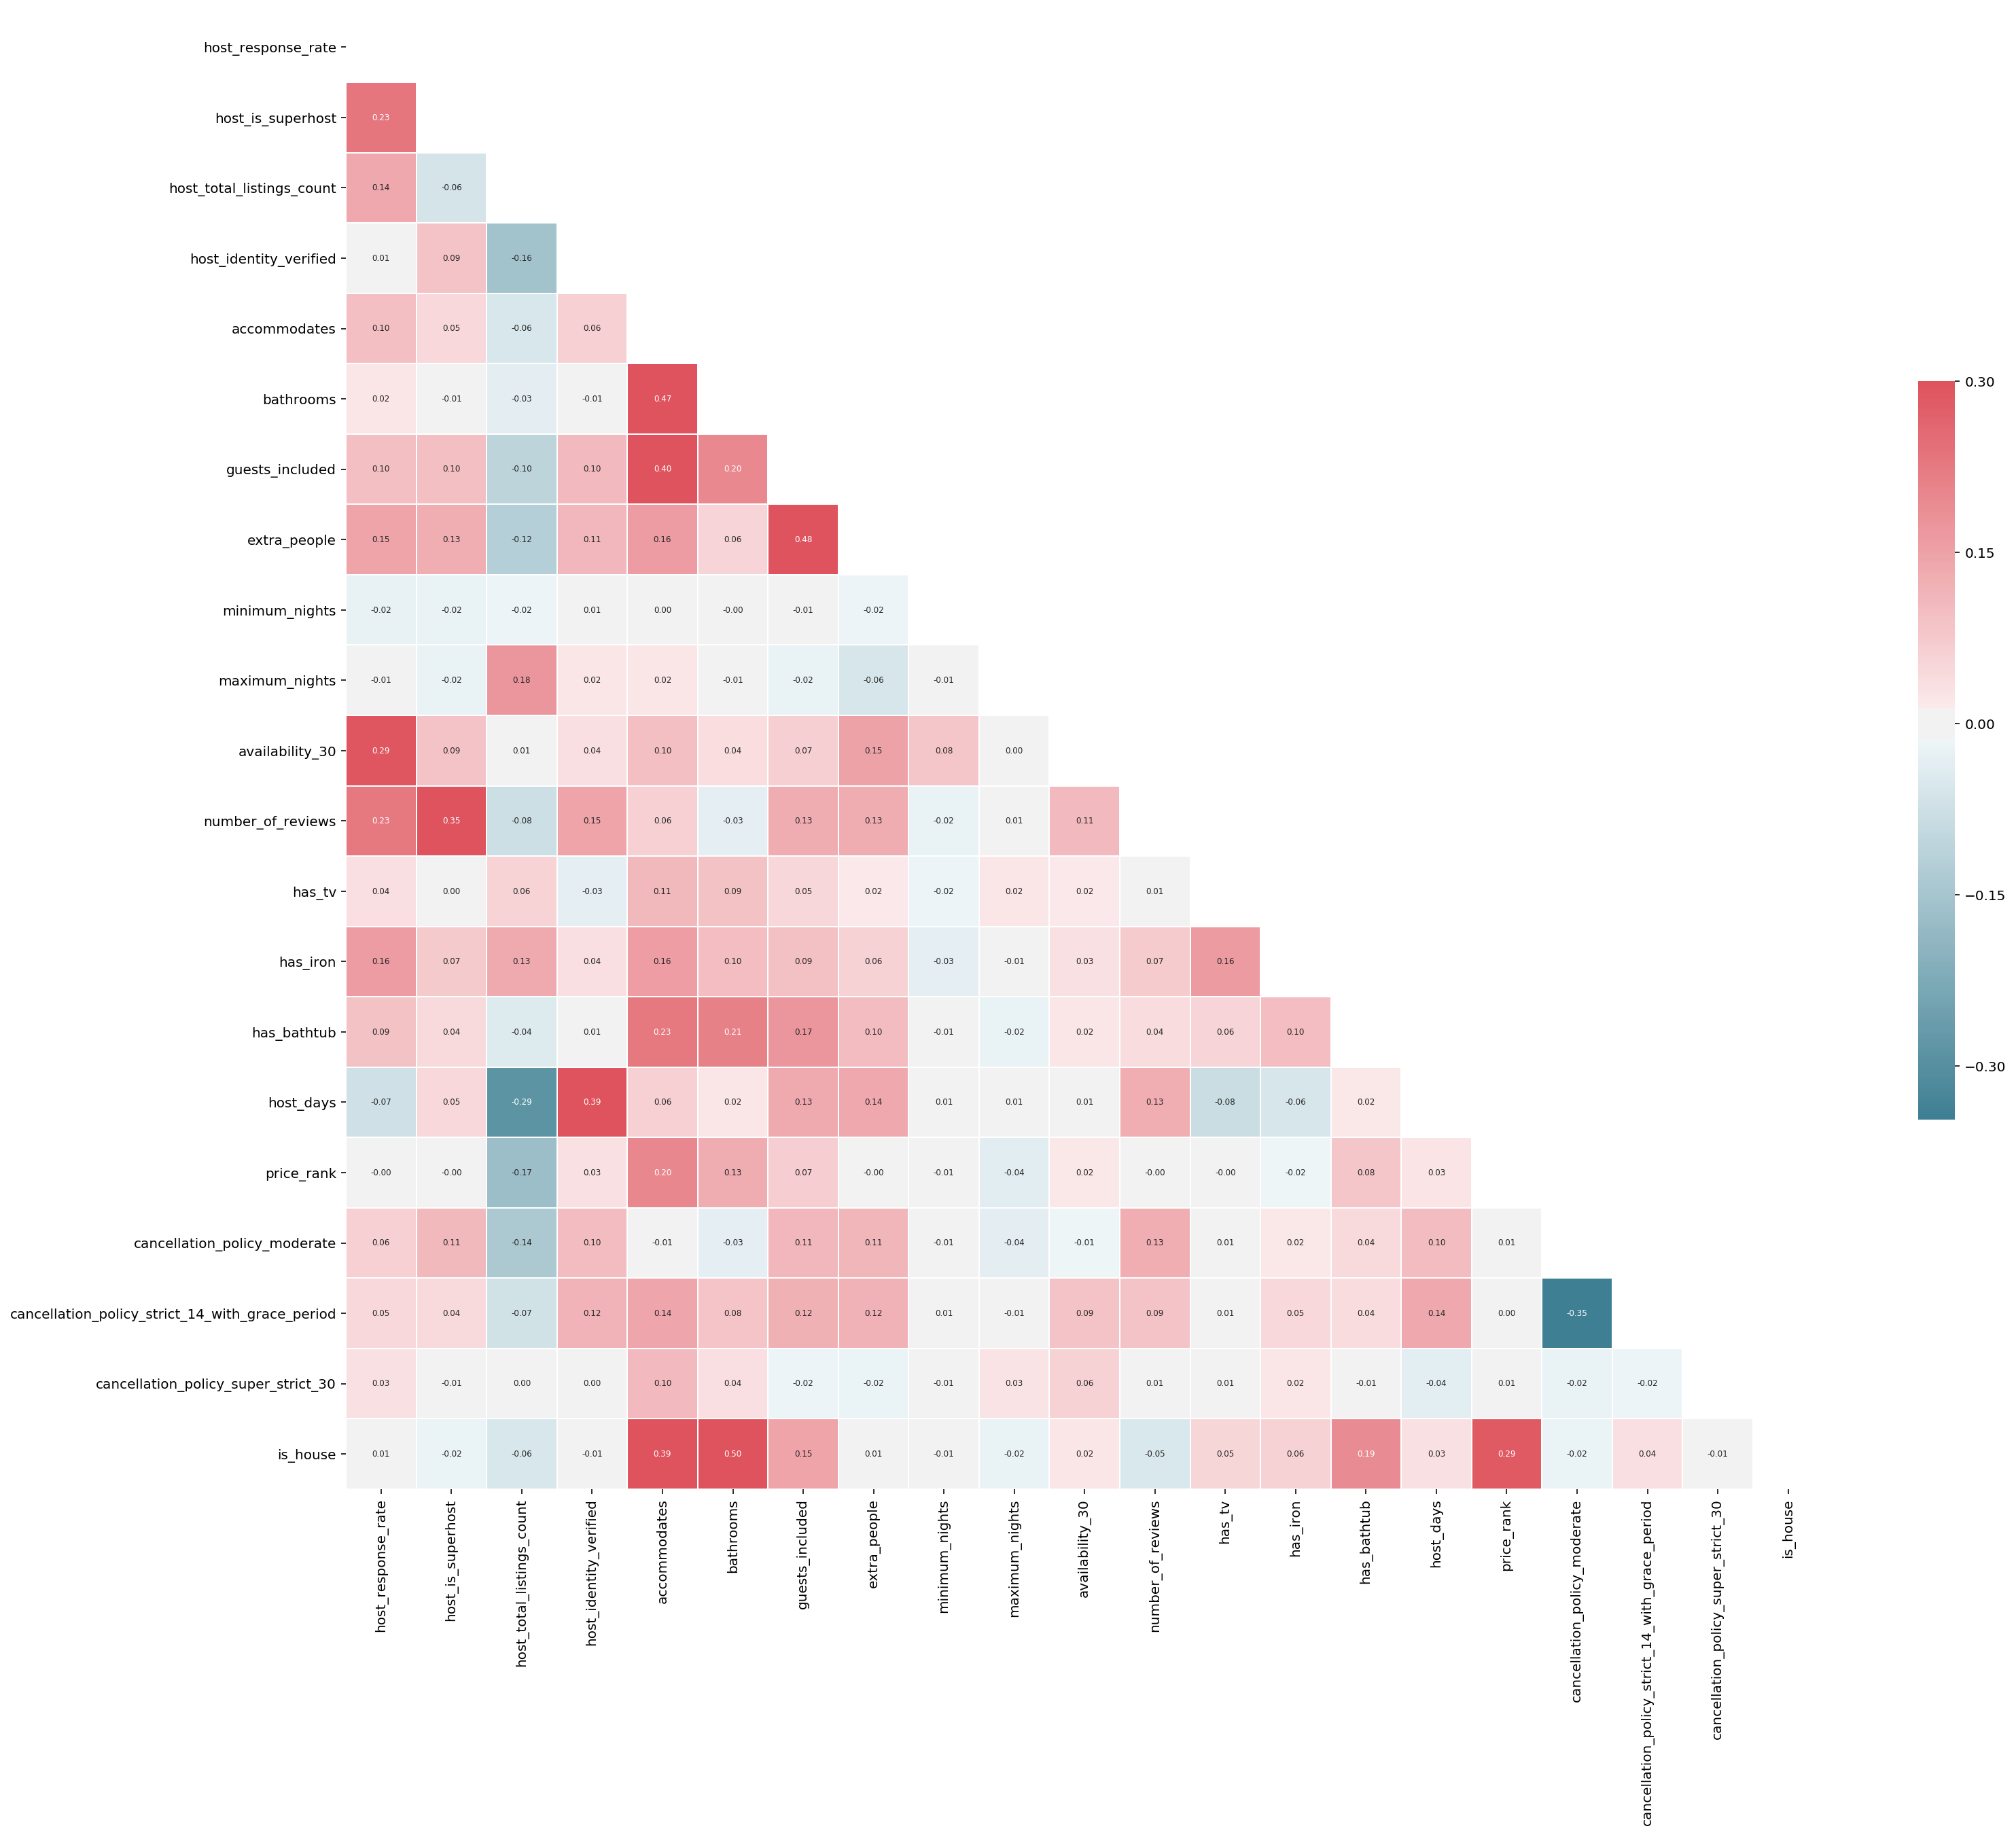 host_response_rate
host_is_superhost 0.23
host_total_listings_count 0.14 -0.06
host_identity_verified 0.01 0.09 -0.16
accommodates 0.10 0.05 -0.06 0.06
0.30
bathrooms 0.02 -0.01 -0.03 -0.01 0.47
guests_included 0.10 0.10 -0.10 0.10 0.40 0.20
extra_people 0.15 0.13 -0.12 0.11 0.16 0.06 0.48
0.15
minimum_nights -0.02 -0.02 -0.02 0.01 0.00 -0.00 -0.01 -0.02
maximum_nights -0.01 -0.02 0.18 0.02 0.02 -0.01 -0.02 -0.06 -0.01
0.00
availability_30 0.29 0.09 0.01 0.04 0.10 0.04 0.07 0.15 0.08 0.00
number_of_reviews 0.23 0.35 -0.08 0.15 0.06 -0.03 0.13 0.13 -0.02 0.01 0.11
has_tv 0.04 0.00 0.06 -0.03 0.11 0.09 0.05 0.02 -0.02 0.02 0.02 0.01
−0.15
has_iron 0.16 0.07 0.13 0.04 0.16 0.10 0.09 0.06 -0.03 -0.01 0.03 0.07 0.16
has_bathtub 0.09 0.04 -0.04 0.01 0.23 0.21 0.17 0.10 -0.01 -0.02 0.02 0.04 0.06 0.10
−0.30
host_days -0.07 0.05 -0.29 0.39 0.06 0.02 0.13 0.14 0.01 0.01 0.01 0.13 -0.08 -0.06 0.02
price_rank -0.00 -0.00 -0.17 0.03 0.20 0.13 0.07 -0.00 -0.01 -0.04 0.02 -0.00 -0.00 -0.02 0.08 0.03
cancellation_policy_moderate 0.06 0.11 -0.14 0.10 -0.01 -0.03 0.11 0.11 -0.01 -0.04 -0.01 0.13 0.01 0.02 0.04 0.10 0.01
cancellation_policy_strict_14_with_grace_period 0.05 0.04 -0.07 0.12 0.14 0.08 0.12 0.12 0.01 -0.01 0.09 0.09 0.01 0.05 0.04 0.14 0.00 -0.35
cancellation_policy_super_strict_30 0.03 -0.01 0.00 0.00 0.10 0.04 -0.02 -0.02 -0.01 0.03 0.06 0.01 0.01 0.02 -0.01 -0.04 0.01 -0.02 -0.02
is_house 0.01 -0.02 -0.06 -0.01 0.39 0.50 0.15 0.01 -0.01 -0.02 0.02 -0.05 0.05 0.06 0.19 0.03 0.29 -0.02 0.04 -0.01
host_response_rate
host_is_superhost
host_total_listings_count
host_identity_verified
accommodates
bathrooms
guests_included
extra_people
minimum_nights
maximum_nights
availability_30
number_of_reviews
has_tv
has_iron
has_bathtub
host_days
price_rank
cancellation_policy_moderate
cancellation_policy_strict_14_with_grace_period
cancellation_policy_super_strict_30
is_house